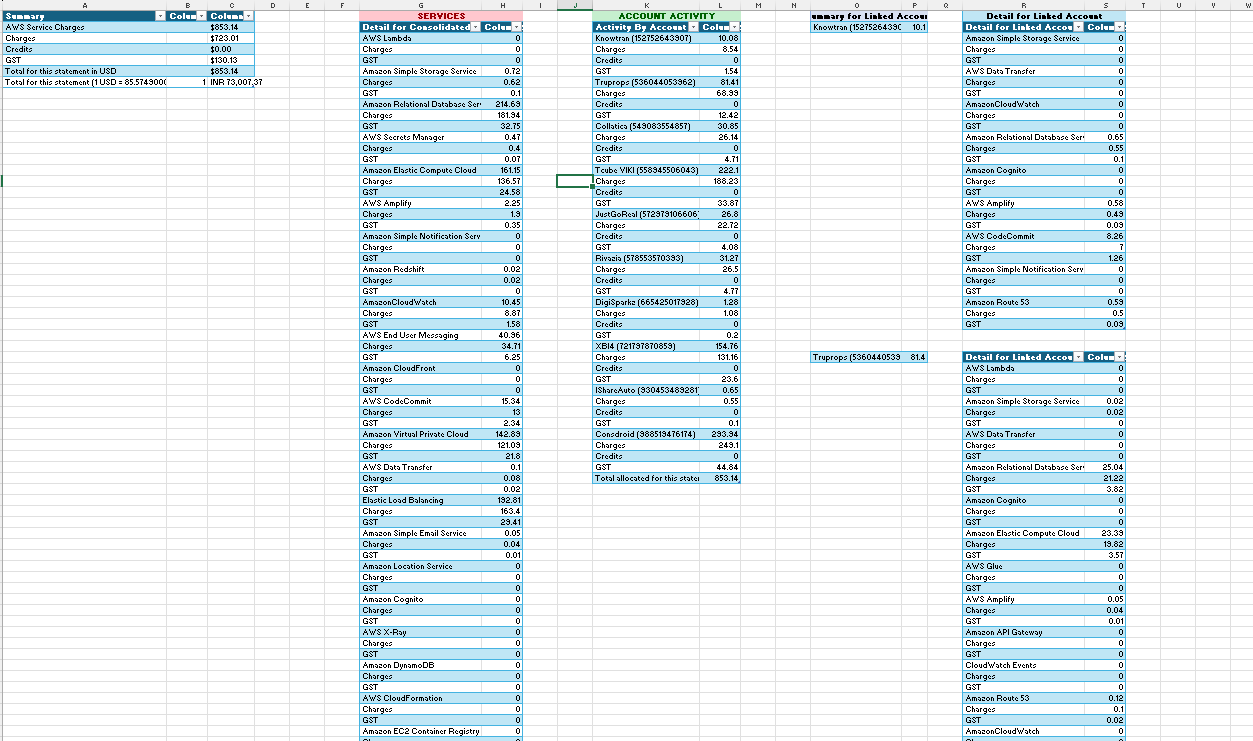 A B C D E F G H I J K L M N O P Q R S T U V W
Summary Colun Column
AWS Service Charges $853.14
Charges $723.01
Credits $0.00
GST $130.13
Total for this statement in USD $853.14
Total for this statement (1 USD = 85.5749000( 1 INR 73,007.37
SERVICES
Detail for Consolidated Colun
AWS Lambda 0
Charges 0
GST 0
Amazon Simple Storage Service 0.72
Charges 0.62
GST 0.1
Amazon Relational Database Ser 214.69
Charges 181.94
GST 32.75
AWS Secrets Manager 0.47
Charges 0.4
GST 0.07
Amazon Elastic Compute Cloud 161.15
Charges 136.57
GST 24.58
AWS Amplify 2.25
Charges 1.9
GST 0.35
Amazon Simple Notification Serv 0
Charges 0
GST 0
Amazon Redshift 0.02
Charges 0.02
GST 0
AmazonCloudWatch 10.45
Charges 8.87
GST 1.58
AWS End User Messaging 40.96
Charges 34.71
GST 6.25
Amazon CloudFront 0
Charges 0
GST 0
AWS CodeCommit 15.34
Charges 13
GST 2.34
Amazon Virtual Private Cloud 142.89
Charges 121.09
GST 21.8
AWS Data Transfer 0.1
Charges 0.08
GST 0.02
Elastic Load Balancing 192.81
Charges 163.4
GST 29.41
Amazon Simple Email Service 0.05
Charges 0.04
GST 0.01
Amazon Location Service 0
Charges 0
GST 0
Amazon Cognito 0
Charges 0
GST 0
AWS X-Ray 0
Charges 0
GST 0
Amazon DynamoDB 0
Charges 0
GST 0
AWS CloudFormation 0
Charges 0
GST 0
Amazon EC2 Container Registry 0
ACCOUNT ACTIVITY
Activity By Account Colun
Knowtran (152752643907) 10.08
Charges 8.54
Credits 0
GST 1.54
Truprops (536044053962) 81.41
Charges 68.99
Credits 0
GST 12.42
Collatica (549083554857) 30.85
Charges 26.14
Credits 0
GST 4.71
Tcube VIKI (558945506043) 222.1
Charges 188.23
Credits 0
GST 33.87
JustGoReal (572979106606 26.8
Charges 22.72
Credits 0
GST 4.08
Rivazia (578553570393) 31.27
Charges 26.5
Credits 0
GST 4.77
DigiSparkz (665425017928) 1.28
Charges 1.08
Credits 0
GST 0.2
XBI4 (721797870859) 154.76
Charges 131.16
Credits 0
GST 23.6
IShareAuto (930453489281 0.65
Charges 0.55
Credits 0
GST 0.1
Consdroid (988519476174) 293.94
Charges 249.1
Credits 0
GST 44.84
Total allocated for this state 853.14
ummary for Linked Accou
Knowtran (15275264390 10.1
Truprops (5360440539 81.4
Detail for Linked Account
Detail for Linked Accou Colun
Amazon Simple Storage Service 0
Charges 0
GST 0
AWS Data Transfer 0
Charges 0
GST 0
AmazonCloudWatch 0
Charges 0
GST 0
Amazon Relational Database Ser 0.65
Charges 0.55
GST 0.1
Amazon Cognito 0
Charges 0
GST 0
AWS Amplify 0.58
Charges 0.49
GST 0.09
AWS CodeCommit 8.26
Charges 7
GST 1.26
Amazon Simple Notification Serv 0
Charges 0
GST 0
Amazon Route 53 0.59
Charges 0.5
GST 0.09
Detail for Linked Accou Colun
AWS Lambda 0
Charges 0
GST 0
Amazon Simple Storage Service 0.02
Charges 0.02
GST 0
AWS Data Transfer 0
Charges 0
GST 0
Amazon Relational Database Ser 25.04
Charges 21.22
GST 3.82
Amazon Cognito 0
Charges 0
GST 0
Amazon Elastic Compute Cloud 23.39
Charges 19.82
GST 3.57
AWS Glue 0
Charges 0
GST 0
AWS Amplify 0.05
Charges 0.04
GST 0.01
Amazon API Gateway 0
Charges 0
GST 0
CloudWatch Events 0
Charges 0
GST 0
Amazon Route 53 0.12
Charges 0.1
GST 0.02
AmazonCloudWatch 0